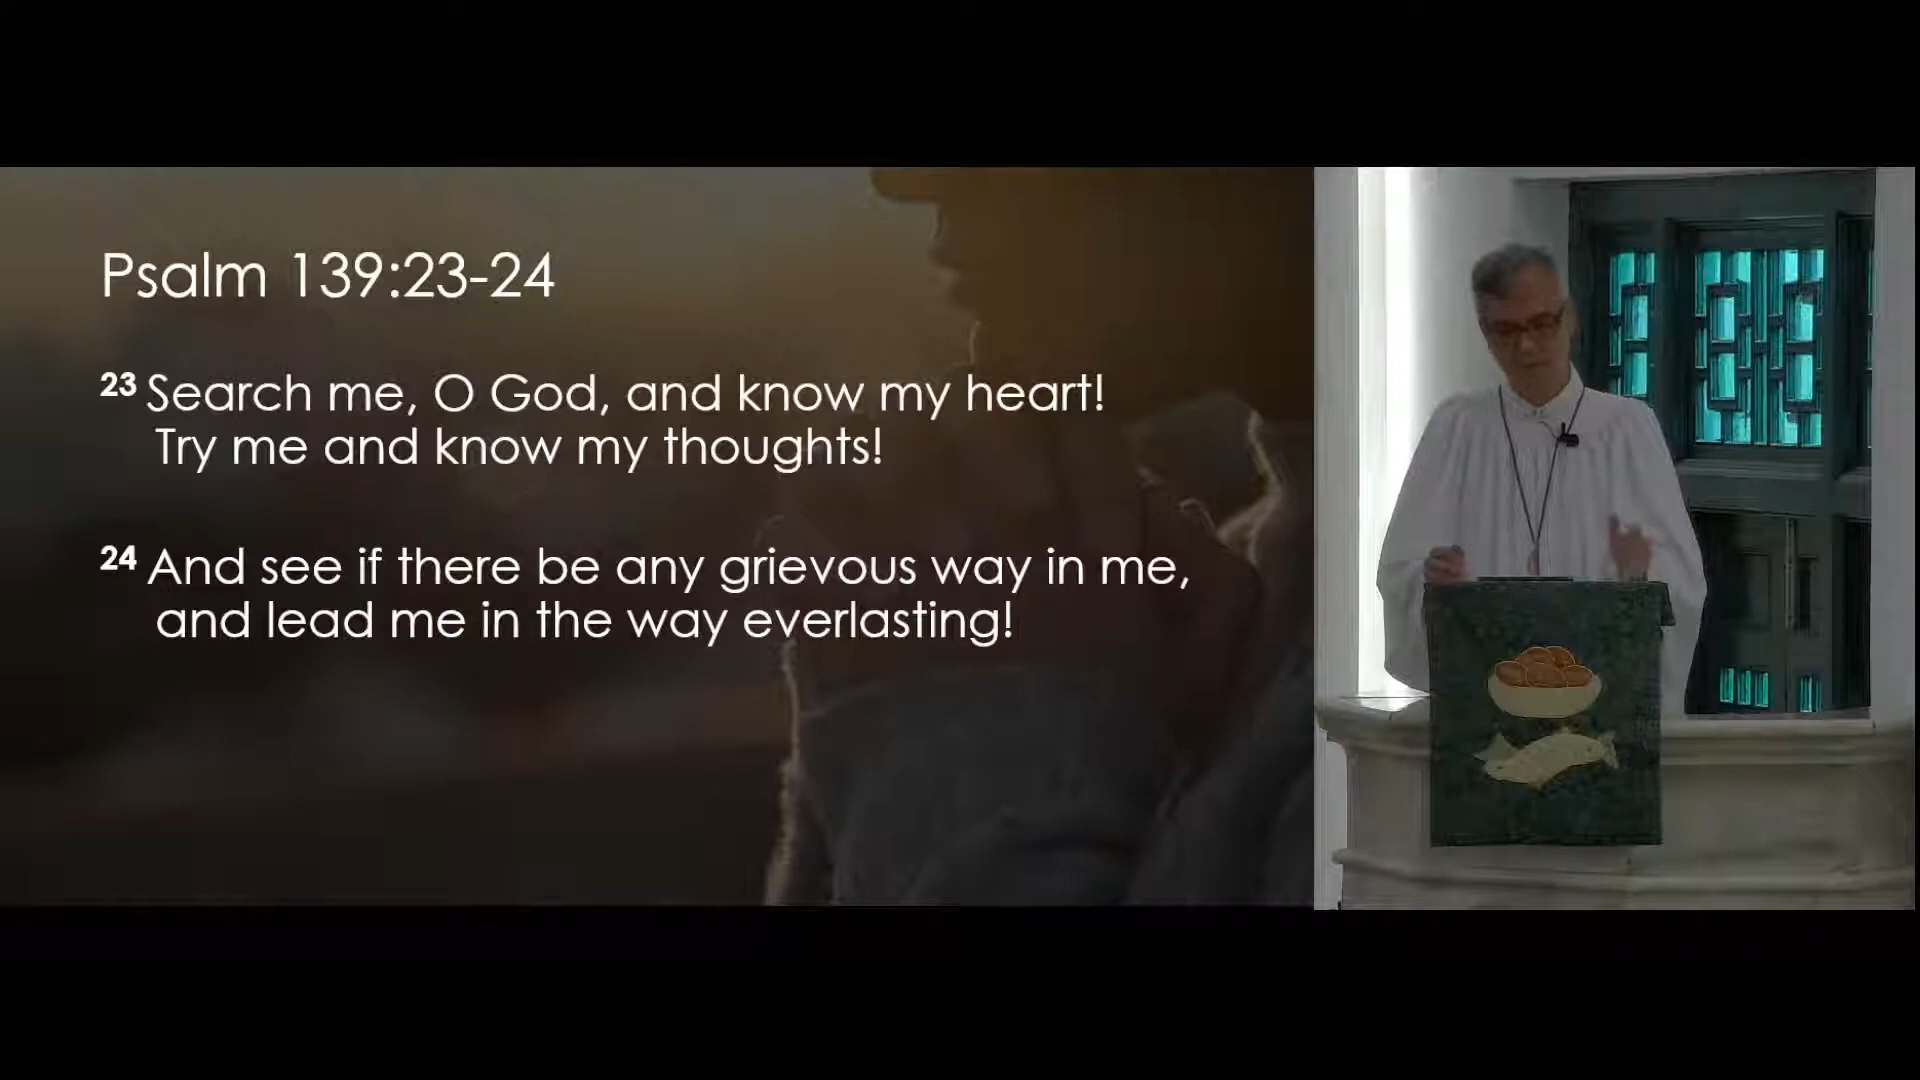 Psalm 139:23-24
23 Search me, O God, and know my heart!
Try me and know my thoughts!
24 And see if there be any grievous way in me,
and lead me in the way everlasting!